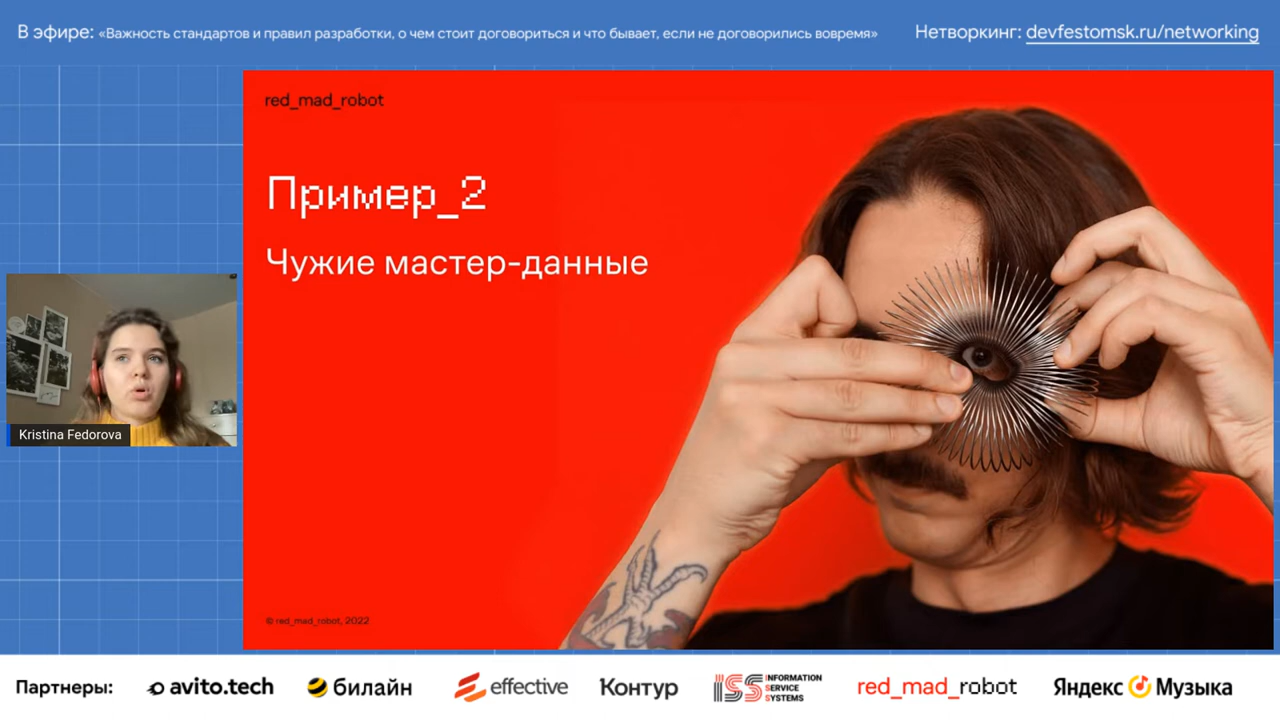 В эфире: «Важность стандартов и правил разработки, о чем стоит договориться и что бывает, если не договорились вовремя»
Нетворкинг: devfestomsk.ru/networking
red_mad_robot
Пример_2
Чужие мастер-данные
Kristina Fedorova
© red_mad_robot, 2022
Партнеры:
avito.tech
билайн
effective
Контур
ISS INFORMATION
SERVICE
SYSTEMS
red_mad_robot
Яндекс Музыка